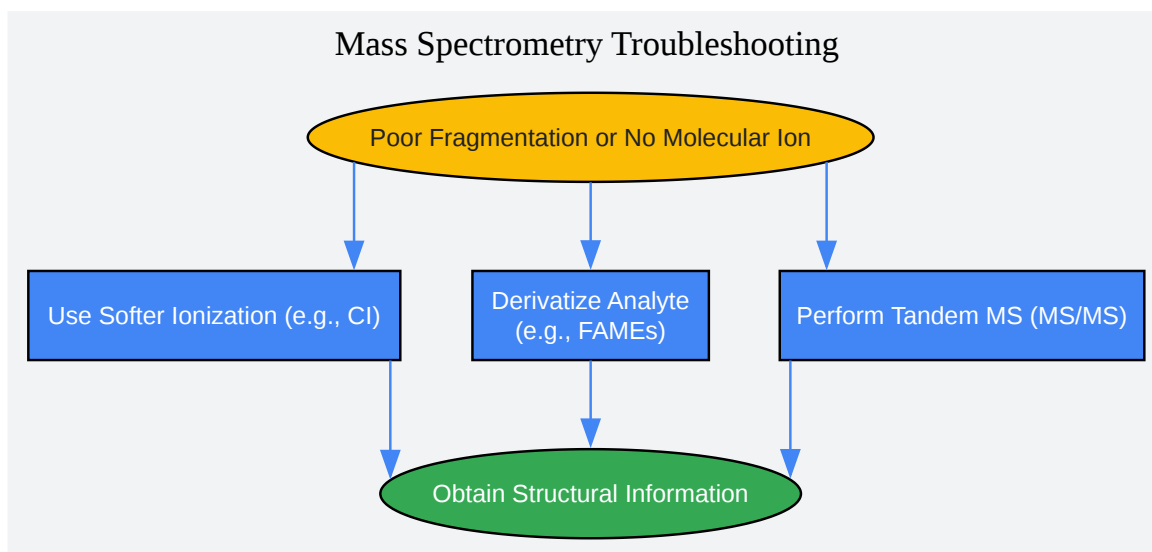 Mass Spectrometry Troubleshooting
Poor Fragmentation or No Molecular Ion
Use Softer Ionization (e.g., CI)
Derivatize Analyte
(e.g., FAMEs)
Perform Tandem MS (MS/MS)
Obtain Structural Information